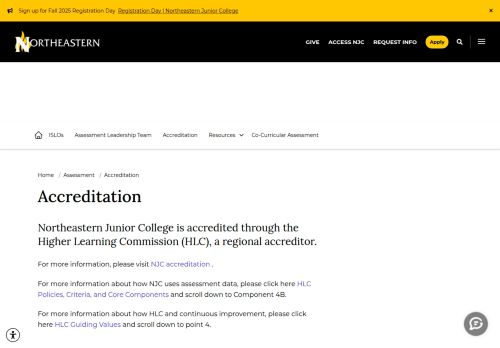 Sign up for Fall 2025 Registration Day Registration Day | Northeastern Junior College ×
NORTHEASTERN GIVE ACCESS NJC REQUEST INFO Apply
ISLOs Assessment Leadership Team Accreditation Resources Co-Curricular Assessment
Home / Assessment / Accreditation
Accreditation
Northeastern Junior College is accredited through the
Higher Learning Commission (HLC), a regional accreditor.
For more information, please visit NJC accreditation .
For more information about how NJC uses assessment data, please click here HLC
Policies, Criteria, and Core Components and scroll down to Component 4B.
For more information about how HLC and continuous improvement, please click
here HLC Guiding Values and scroll down to point 4.